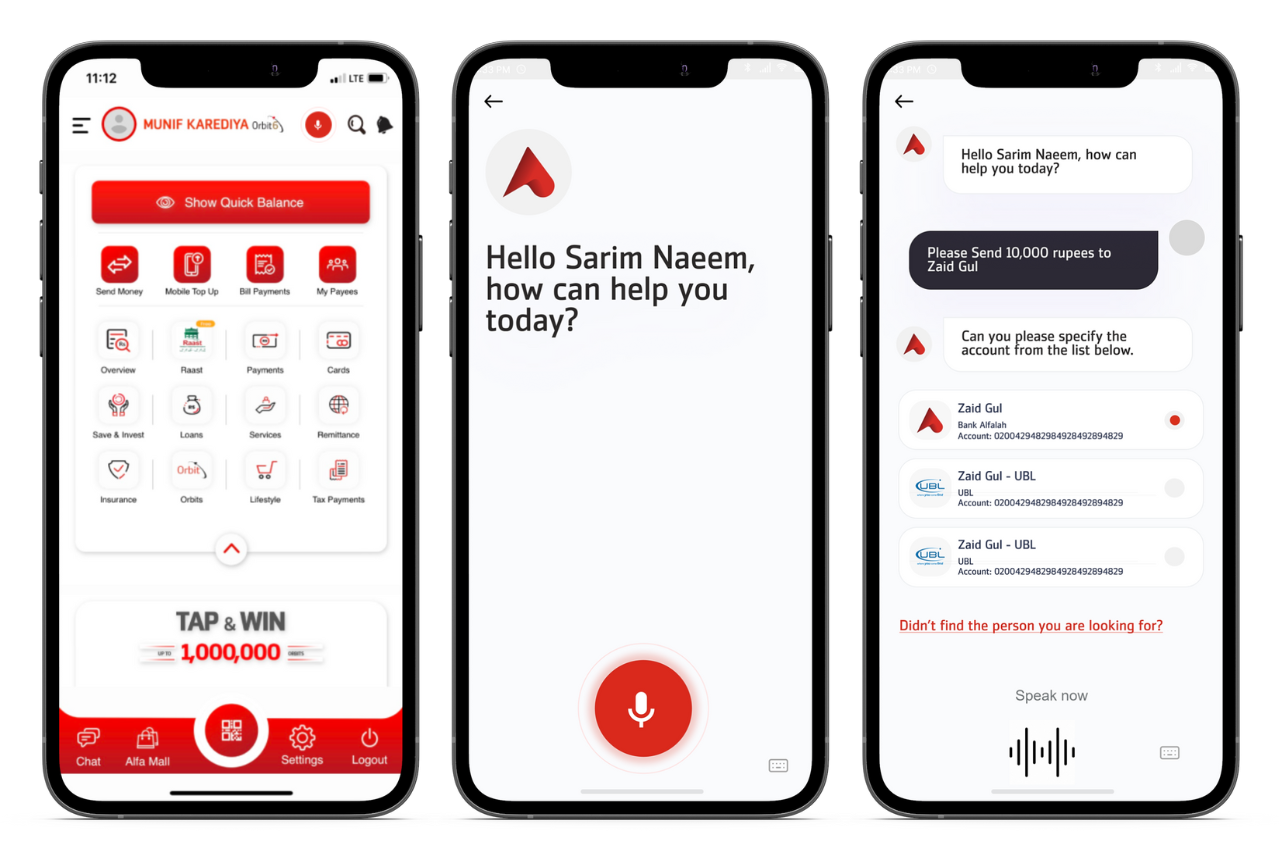 11:12
LTE
MUNIF KAREDIYA Orbit
Show Quick Balance
Send Money
Mobile Top Up
Bill Payments
My Payees
Raast
Overview
Raast
Payments
Cards
Save & Invest
Loans
Services
Remittance
Orbit
Insurance
Orbits
Lifestyle
Tax Payments
TAP & WIN
UP TO 1,000,000 ORBITS
Chat
Alfa Mall
Settings
Logout
Hello Sarim Naeem,
how can help you
today?
Hello Sarim Naeem, how can
help you today?
Please Send 10,000 rupees to
Zaid Gul
Can you please specify the
account from the list below.
Zaid Gul
Bank Alfalah
Account: 0200429482984928492894829
UBL
Zaid Gul - UBL
UBL
Account: 0200429482984928492894829
UBL
Zaid Gul - UBL
UBL
Account: 0200429482984928492894829
Didn't find the person you are looking for?
Speak now